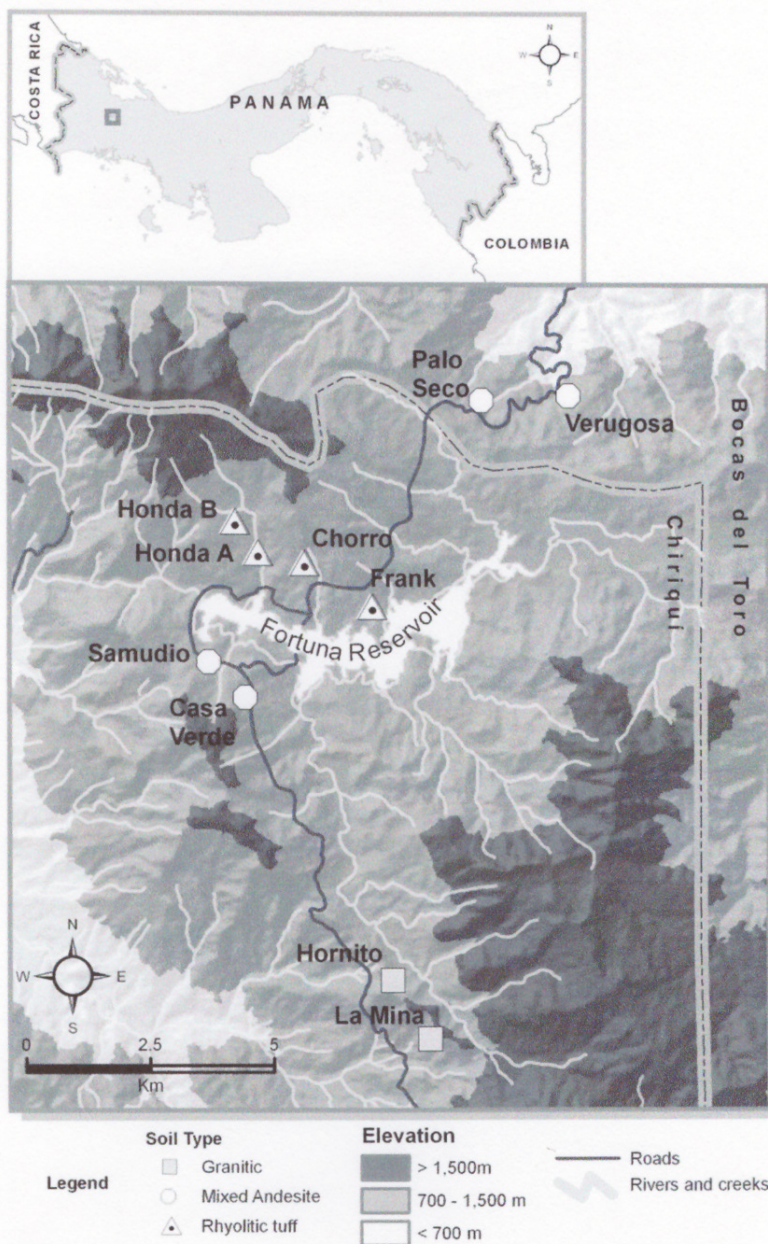 COSTA RICA
PANAMA
N
W E
S
COLOMBIA
Palo
Seco
Verugosa
Bocas del Toro
Chiriqui
Honda B
Honda A
Chorro
Frank
Fortuna Reservoir
Samudio
Casa
Verde
N
W E
S
Hornito
La Mina
0 2.5 5
Km
Legend
Soil Type
Granitic
Mixed Andesite
Rhyolitic tuff
Elevation
> 1,500m
700 - 1,500 m
< 700 m
Roads
Rivers and creeks